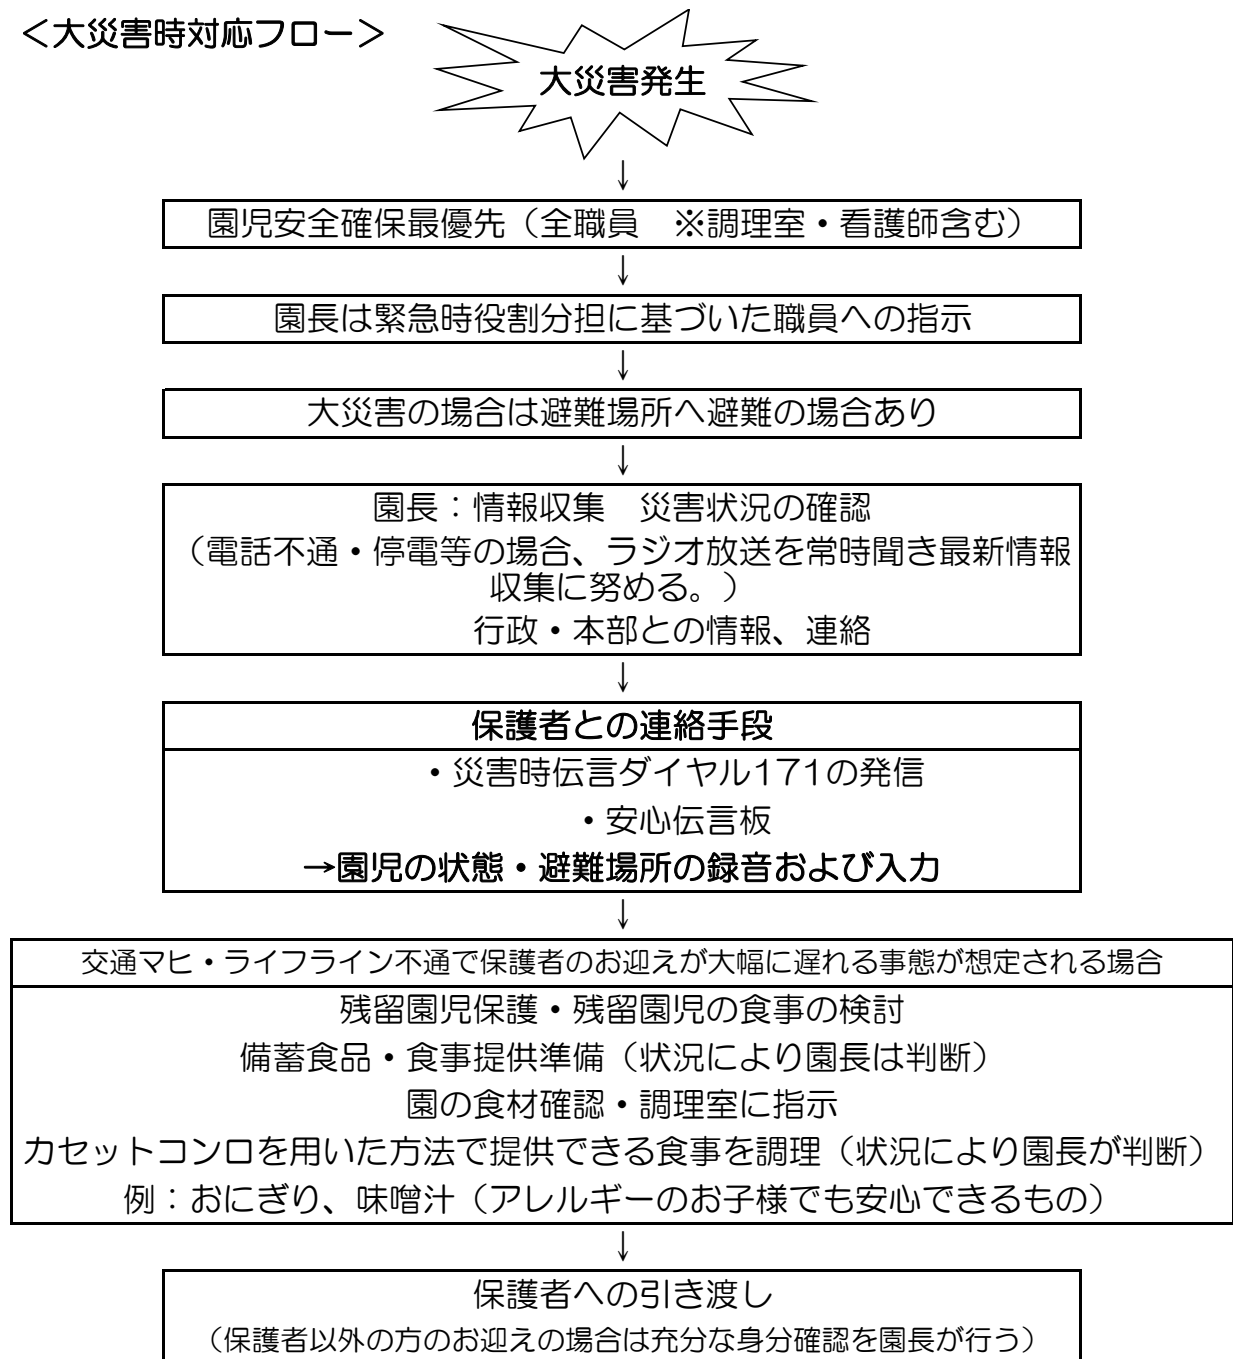 ＜大災害時対応フロー＞
大災害発生
↓
園児安全確保最優先（全職員　※調理室・看護師含む）
↓
園長は緊急時役割分担に基づいた職員への指示
↓
大災害の場合は避難場所へ避難の場合あり
↓
園長：情報収集　災害状況の確認
（電話不通・停電等の場合、ラジオ放送を常時聞き最新情報
収集に努める。）
行政・本部との情報、連絡
↓
保護者との連絡手段
・災害時伝言ダイヤル171の発信
・安心伝言板
→園児の状態・避難場所の録音および入力
↓
交通マヒ・ライフライン不通で保護者のお迎えが大幅に遅れる事態が想定される場合
残留園児保護・残留園児の食事の検討
備蓄食品・食事提供準備（状況により園長は判断）
園の食材確認・調理室に指示
カセットコンロを用いた方法で提供できる食事を調理（状況により園長が判断）
例：おにぎり、味噌汁（アレルギーのお子様でも安心できるもの）
↓
保護者への引き渡し
（保護者以外の方のお迎えの場合は充分な身分確認を園長が行う）